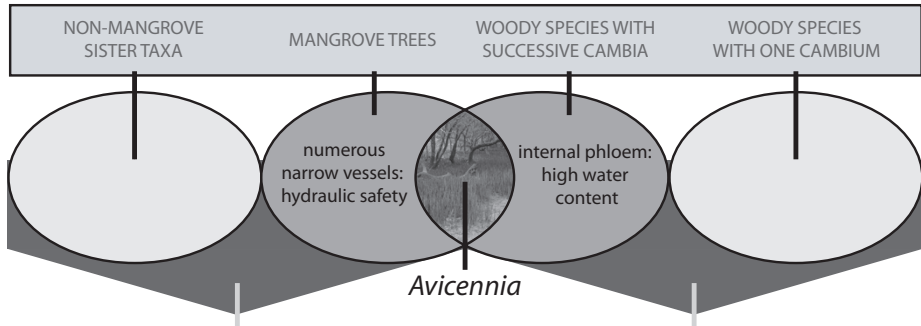 NON-MANGROVE
SISTER TAXA
MANGROVE TREES
WOODY SPECIES WITH
SUCCESSIVE CAMBIA
WOODY SPECIES
WITH ONE CAMBIUM
numerous
narrow vessels:
hydraulic safety
internal phloem:
high water
content
Avicennia